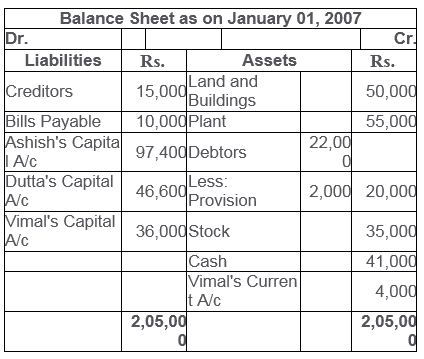 Balance Sheet as on January 01, 2007
Dr. Cr.
Liabilities Rs. Assets Rs.
Creditors 15,000 Land and Buildings 50,000
Bills Payable 10,000 Plant 55,000
Ashish's Capital A/c 97,400 Debtors 22,000
Dutta's Capital A/c 46,600 Less: Provision 2,000 20,000
Vimal's Capital A/c 36,000 Stock 35,000
Cash 41,000
Vimal's Current A/c 4,000
2,05,000 2,05,000